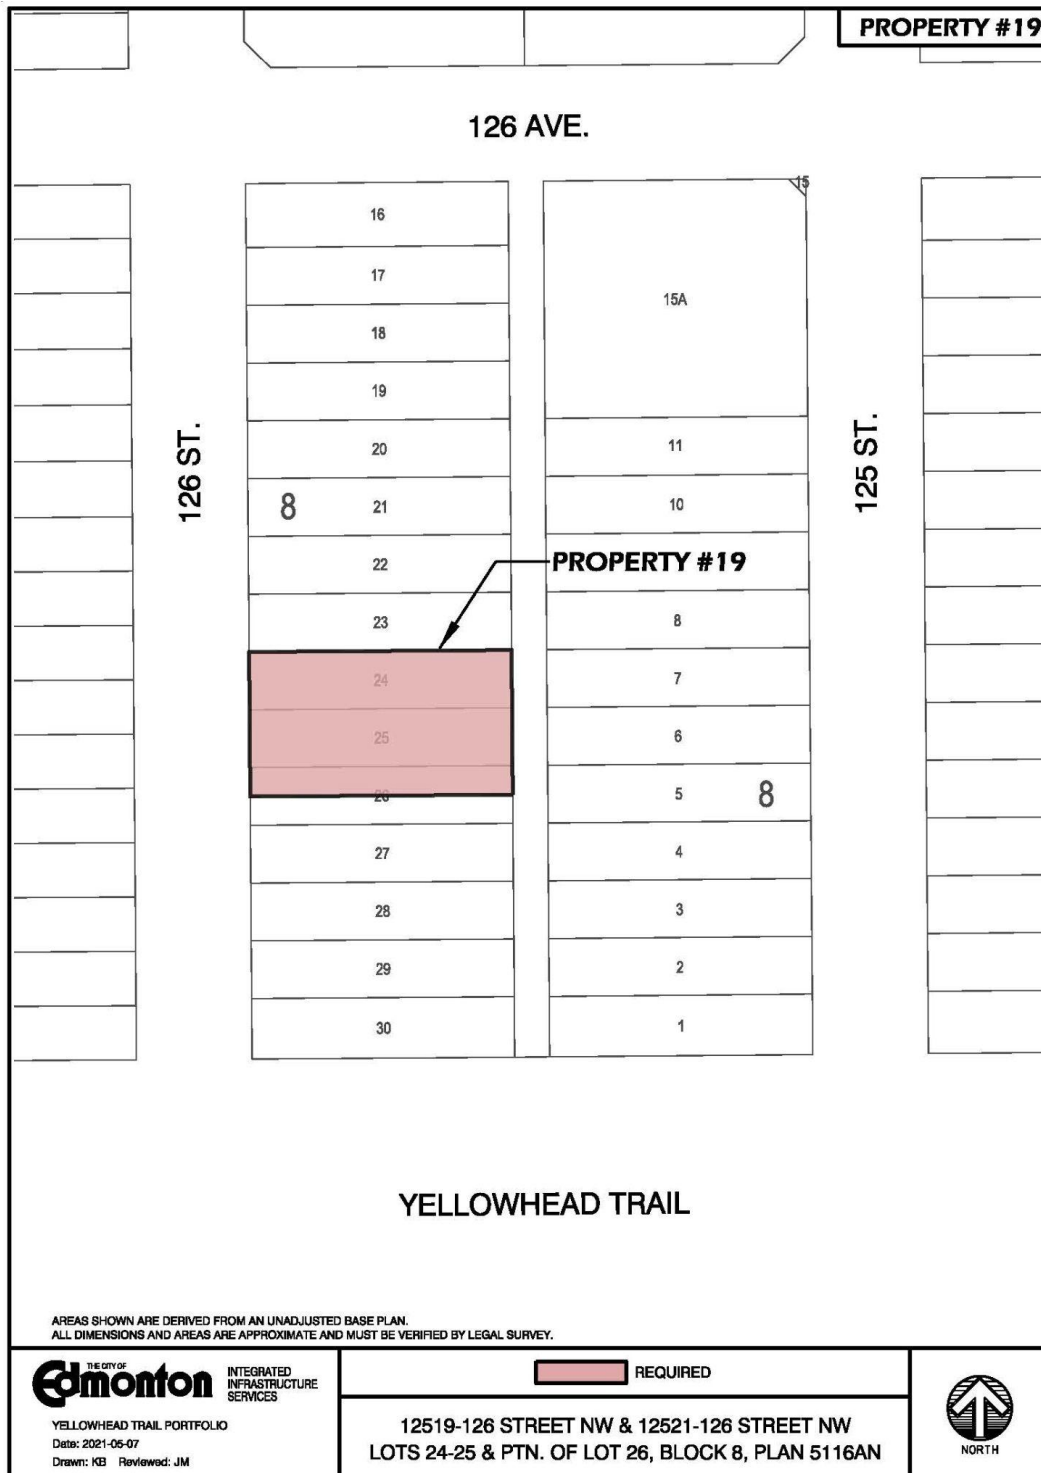 PROPERTY #19
126 AVE.
15
16
17
15A
18
19
126 ST.
125 ST.
20
11
8
21
10
22
PROPERTY #19
23
8
24
7
25
6
26
5
8
27
4
28
3
29
2
30
1
YELLOWHEAD TRAIL
AREAS SHOWN ARE DERIVED FROM AN UNADJUSTED BASE PLAN.
ALL DIMENSIONS AND AREAS ARE APPROXIMATE AND MUST BE VERIFIED BY LEGAL SURVEY.
THE CITY OF
Edmonton
INTEGRATED
INFRASTRUCTURE
SERVICES
YELLOWHEAD TRAIL PORTFOLIO
Date: 2021-05-07
Drawn: KB Reviewed: JM
REQUIRED
12519-126 STREET NW & 12521-126 STREET NW
LOTS 24-25 & PTN. OF LOT 26, BLOCK 8, PLAN 5116AN
NORTH